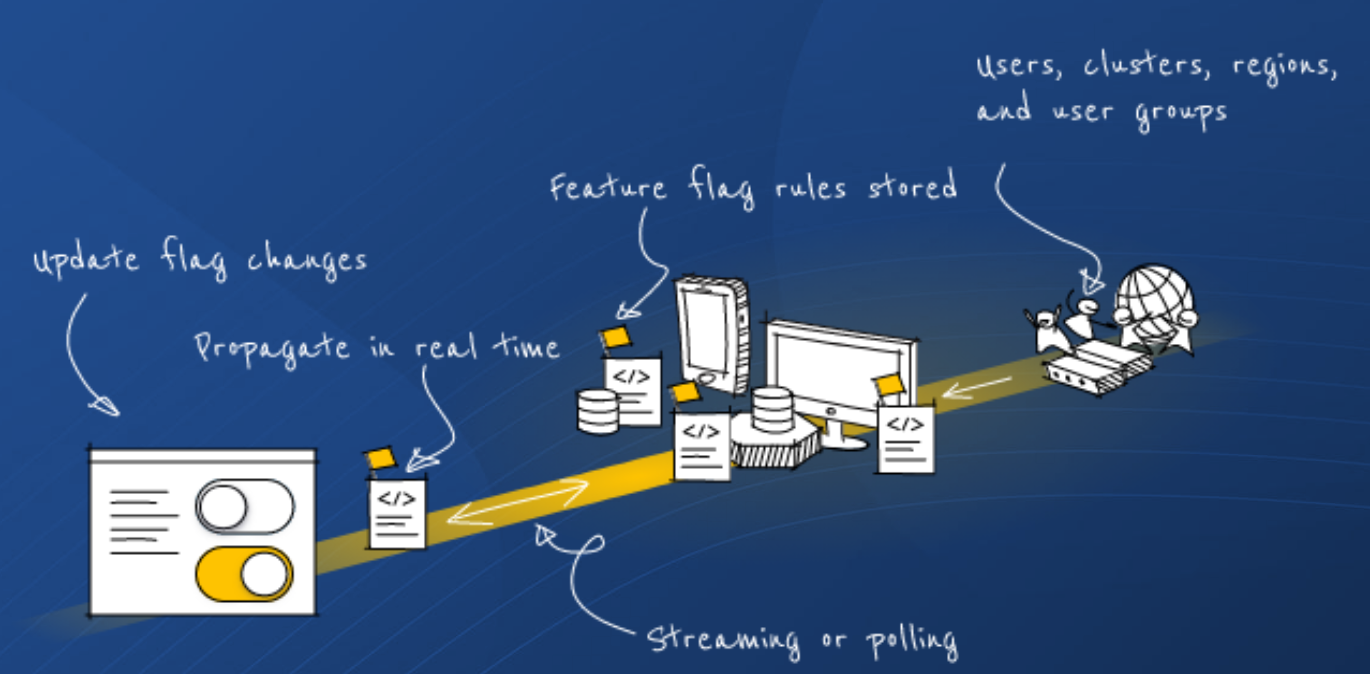 Users, clusters, regions,
and user groups
Feature flag rules stored
Update flag changes
Propagate in real time
</>
</>
</>
</>
Streaming or polling